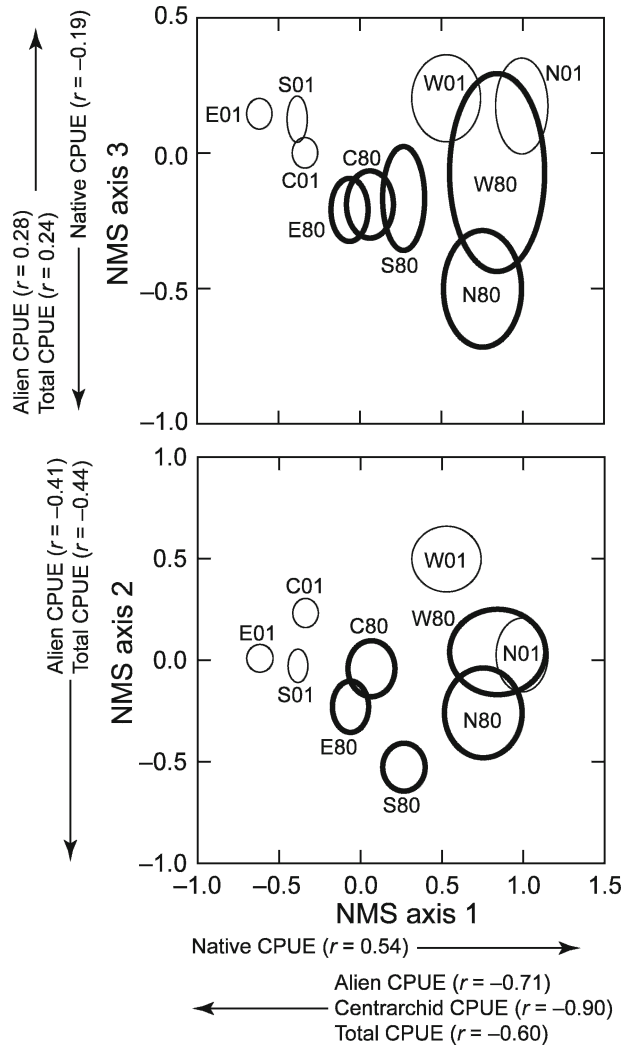 0.5
0.0
−0.5
−1.0
NMS axis 3
Native CPUE (r = −0.19)
Alien CPUE (r = 0.28)
Total CPUE (r = 0.24)
E01
S01
C01
W01
N01
C80
E80
S80
W80
N80
1.0
0.5
0.0
−0.5
−1.0
NMS axis 2
Alien CPUE (r = −0.41)
Total CPUE (r = −0.44)
W01
C01
E01
S01
C80
W80
N01
E80
N80
S80
−1.0 −0.5 0.0 0.5 1.0 1.5
NMS axis 1
Native CPUE (r = 0.54)
Alien CPUE (r = −0.71)
Centrarchid CPUE (r = −0.90)
Total CPUE (r = −0.60)